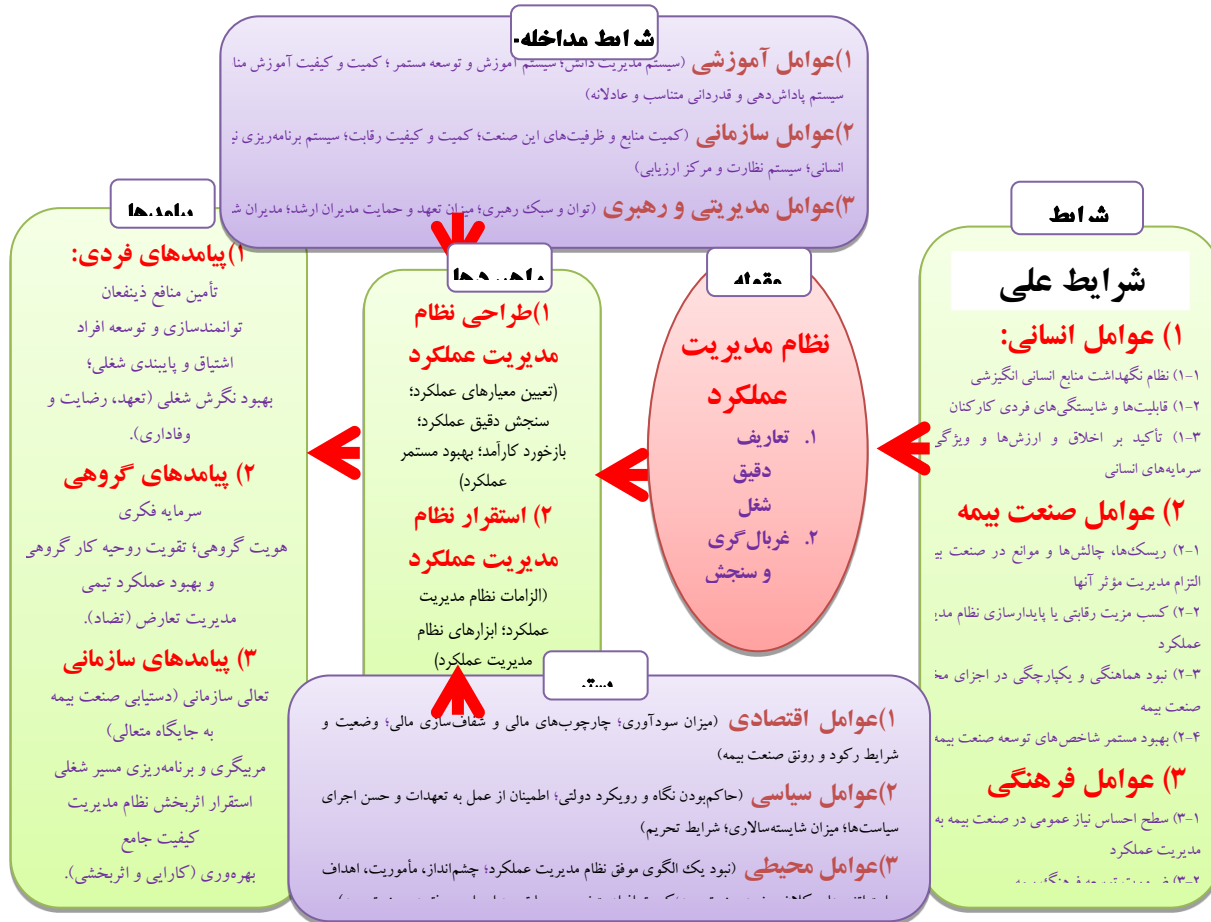 شرایط مداخله-
۱)عوامل آموزشی (سیستم مدیریت دانش؛ سیستم آموزش و توسعه مستمر ؛ کمیت و کیفیت آموزش
سیستم پاداش‌دهی و قدردانی متناسب و عادلانه)
۲)عوامل سازمانی (کمیت منابع و ظرفیت‌های این صنعت؛ کمیت و کیفیت رقابت؛ سیستم برنامه‌ریزی
انسانی؛ سیستم نظارت و مرکز ارزیابی)
۳)عوامل مدیریتی و رهبری (توان و سبک رهبری؛ میزان تعهد و حمایت مدیران ارشد؛ مدیران
شرایط
شرایط علی
۱) عوامل انسانی:
۱-۱) نظام نگهداشت منابع انسانی انگیزشی
۱-۲) قابلیت‌ها و شایستگی‌های فردی کارکنان
۱-۳) تأکید بر اخلاق و ارزش‌ها و
سرمایه‌های انسانی
۲) عوامل صنعت بیمه
۲-۱) ریسک‌ها، چالش‌ها و موانع در صنعت
التزام مدیریت مؤثر آنها
۲-۲) کسب مزیت رقابتی یا پایدارسازی نظام
عملکرد
۲-۳) نبود هماهنگی و یکپارچگی در اجزای
صنعت بیمه
۲-۴) بهبود مستمر شاخص‌های توسعه صنعت بیمه
۳) عوامل فرهنگی
۳-۱) سطح احساس نیاز عمومی در صنعت بیمه به
مدیریت عملکرد
مقوله
نظام مدیریت
عملکرد
۱. تعاریف
دقیق
شغل
۲. غربال‌گری
و سنجش
راهبردها
۱)طراحی نظام
مدیریت عملکرد
(تعیین معیارهای عملکرد؛
سنجش دقیق عملکرد؛
بازخورد کارآمد؛ بهبود مستمر
عملکرد)
۲) استقرار نظام
مدیریت عملکرد
(الزامات نظام مدیریت
عملکرد؛ ابزارهای نظام
مدیریت عملکرد)
پیامدها
۱)پیامدهای فردی:
تأمین منافع ذینفعان
توانمندسازی و توسعه افراد
اشتیاق و پایبندی شغلی؛
بهبود نگرش شغلی (تعهد، رضایت و
وفاداری).
۲) پیامدهای گروهی
سرمایه فکری
هویت گروهی؛ تقویت روحیه کار گروهی
و بهبود عملکرد تیمی
مدیریت تعارض (تضاد).
۳) پیامدهای سازمانی
تعالی سازمانی (دستیابی صنعت بیمه
به جایگاه متعالی)
مربیگری و برنامه‌ریزی مسیر شغلی
استقرار اثربخش نظام مدیریت
کیفیت جامع
بهره‌وری (کارایی و اثربخشی).
بستر
۱)عوامل اقتصادی (میزان سودآوری؛ چارچوب‌های مالی و شفاف‌سازی مالی؛ وضعیت و
شرایط رکود و رونق صنعت بیمه)
۲)عوامل سیاسی (حاکم‌بودن نگاه و رویکرد دولتی؛ اطمینان از عمل به تعهدات و حسن اجرای
سیاست‌ها؛ میزان شایسته‌سالاری؛ شرایط تحریم)
۳)عوامل محیطی (نبود یک الگوی موفق نظام مدیریت عملکرد؛ چشم‌انداز، مأموریت، اهداف